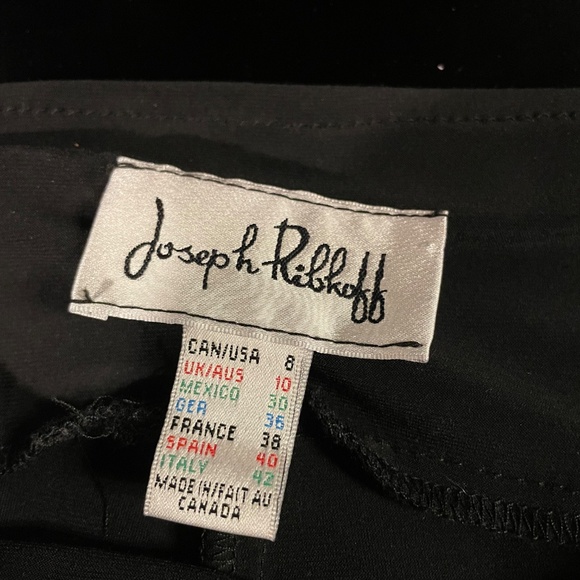 Joseph Ribkoff
CAN/USA 8
UK/AUS 10
MEXICO 30
GER 36
FRANCE 38
SPAIN 40
ITALY 42
MADE IN/FAIT AU
CANADA